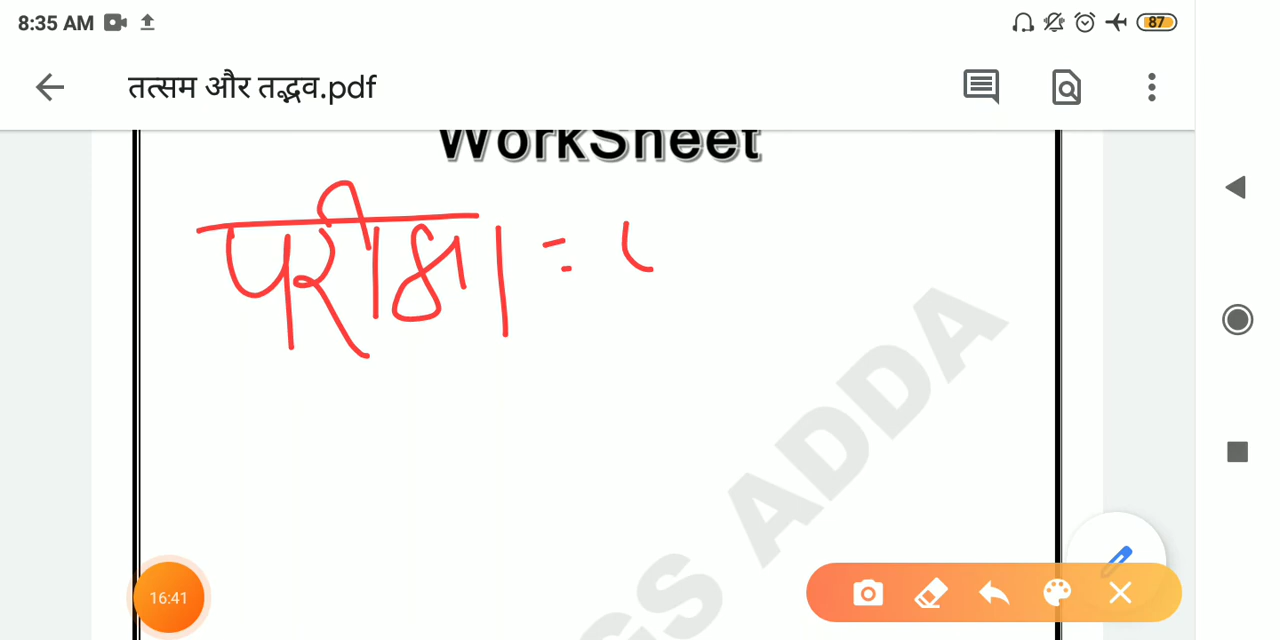 8:35 AM 87
तत्सम और तद्भव.pdf
WorkSheet
परीक्षा =
GS ADDA
16:41